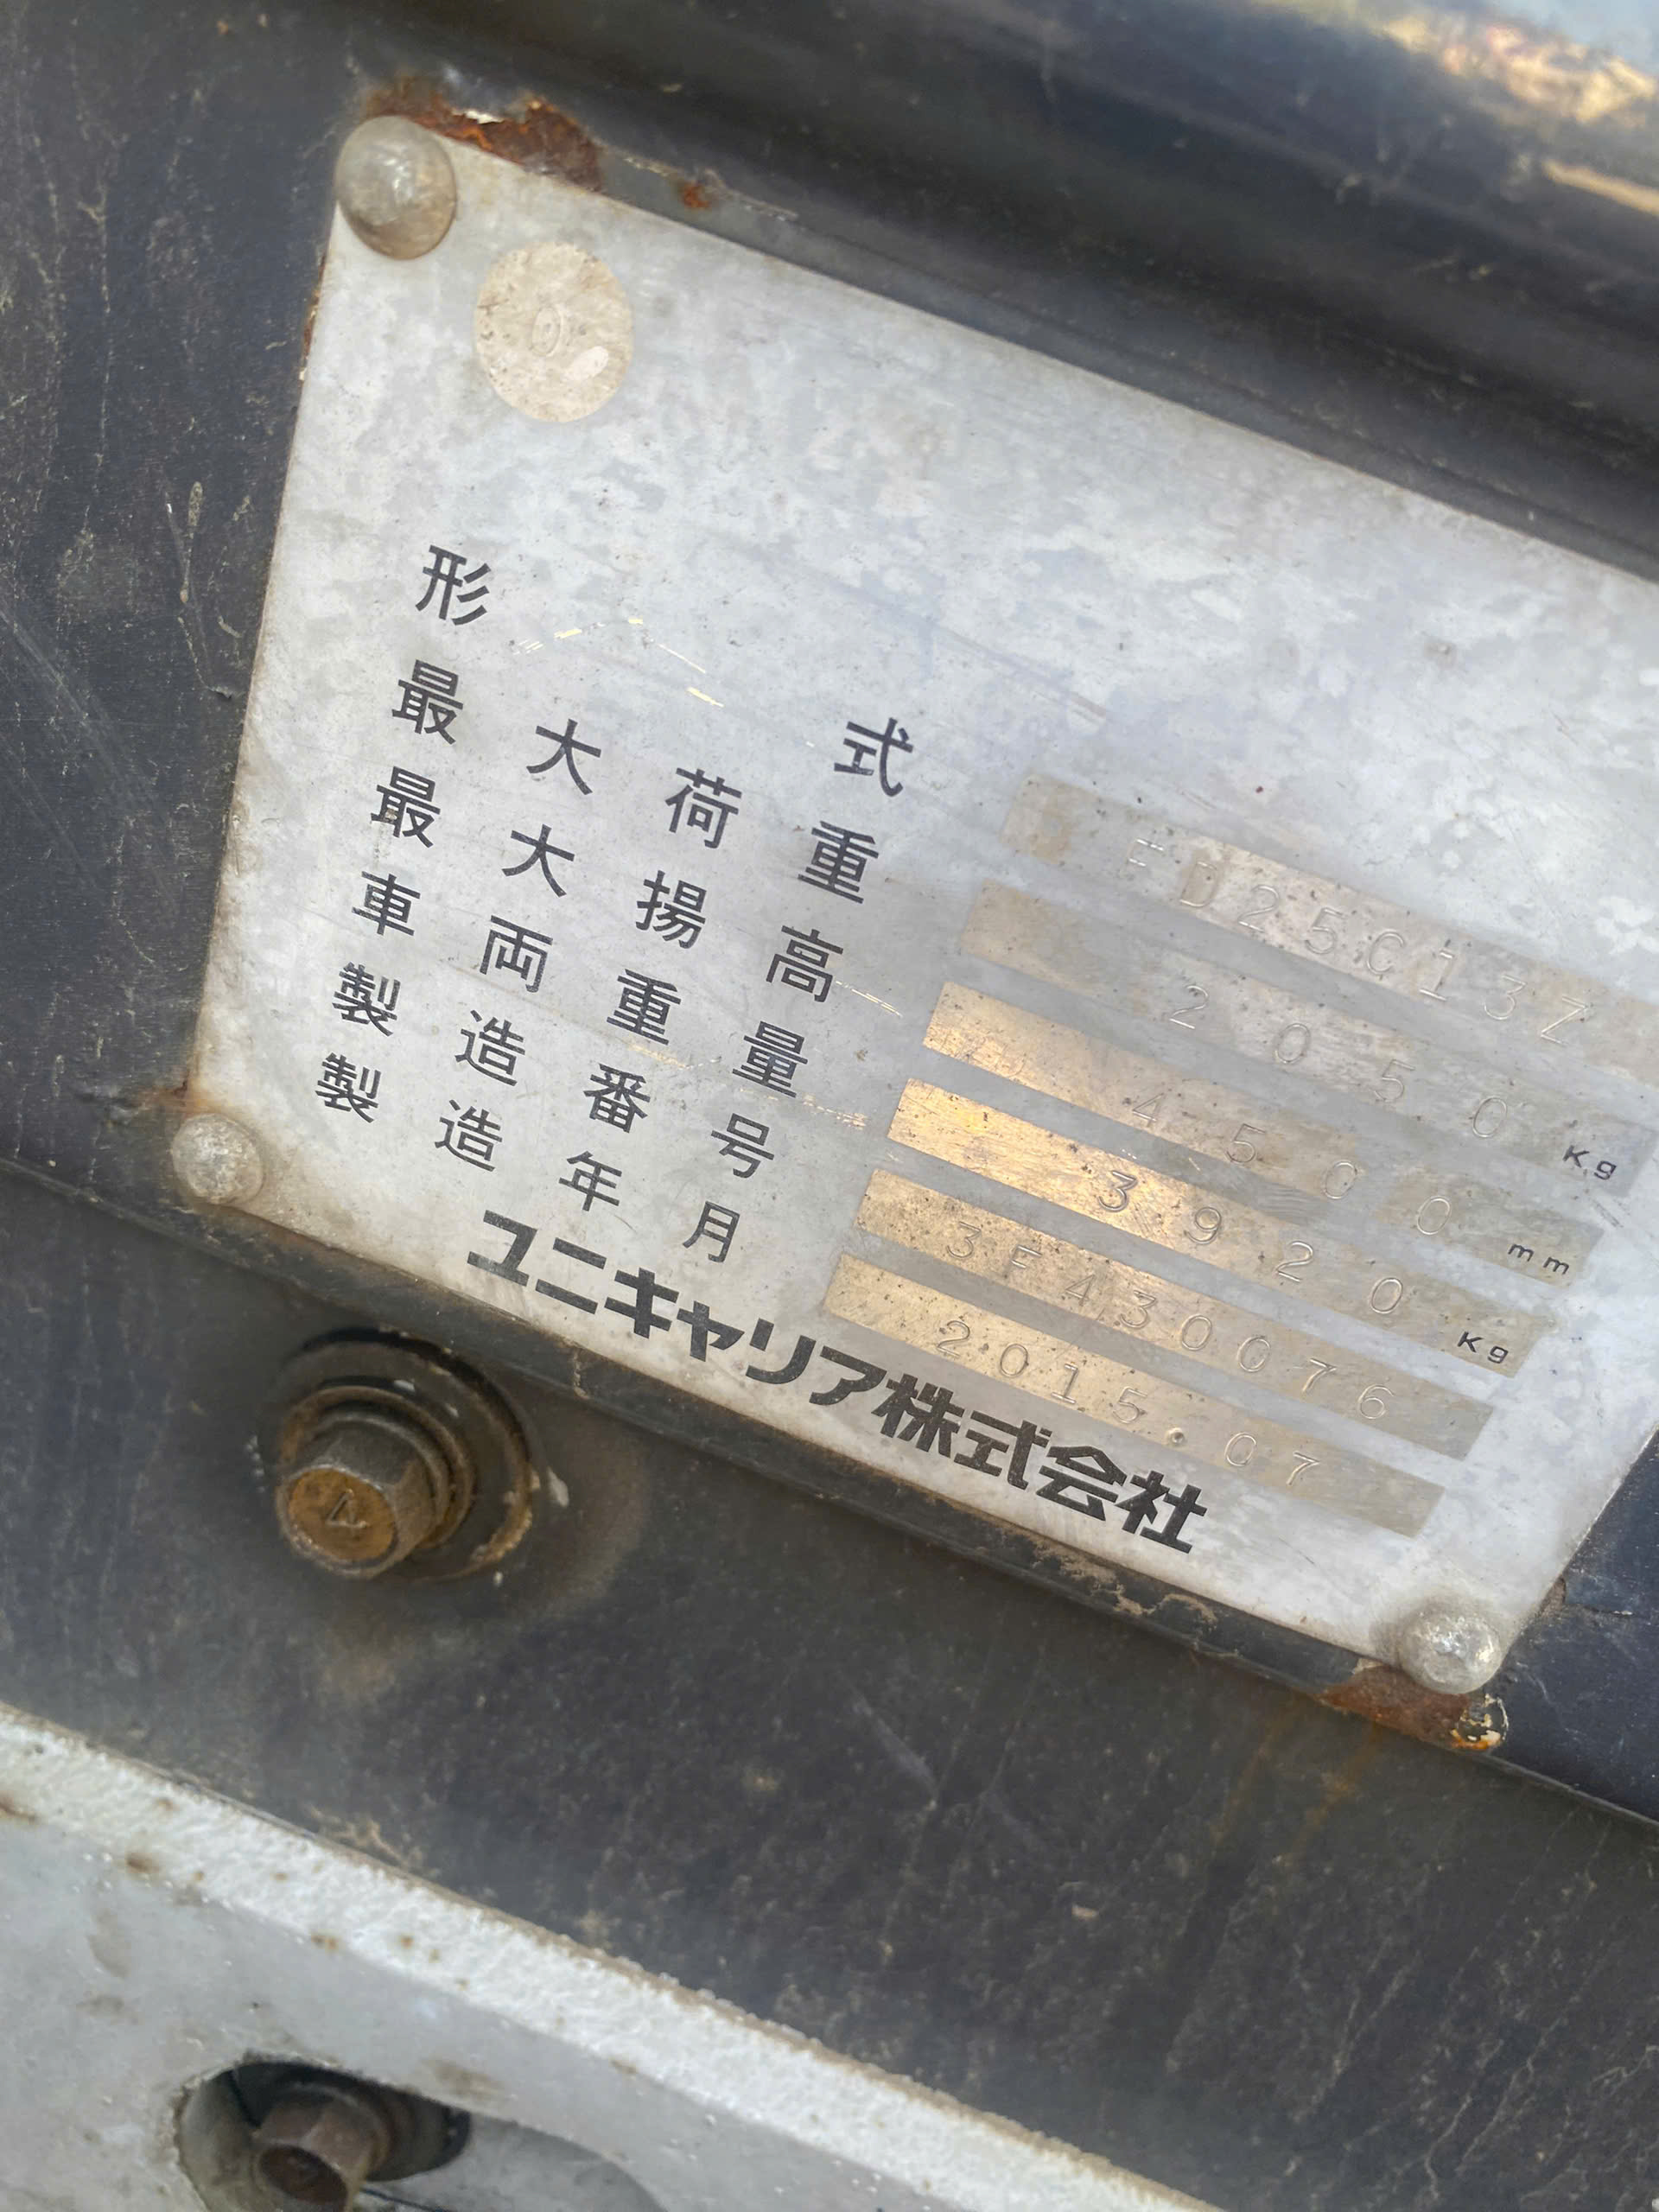 形式 FD25C13Z
最大荷重 2050 Kg
最大揚高 4500 mm
車両重量 3920 Kg
製造番号 3F430076
製造年月 2015.07
ユニキャリア株式会社
4